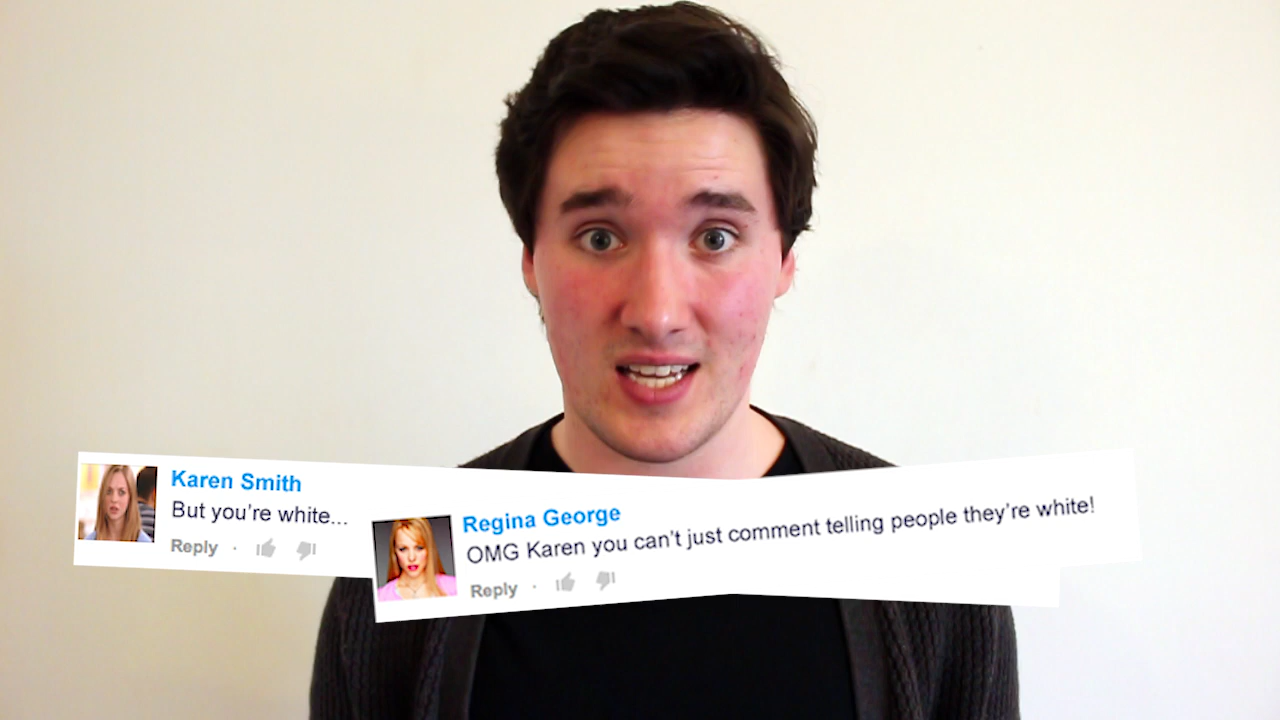 Karen Smith
But you're white...
Reply ·
Regina George
OMG Karen you can't just comment telling people they're white!
Reply ·